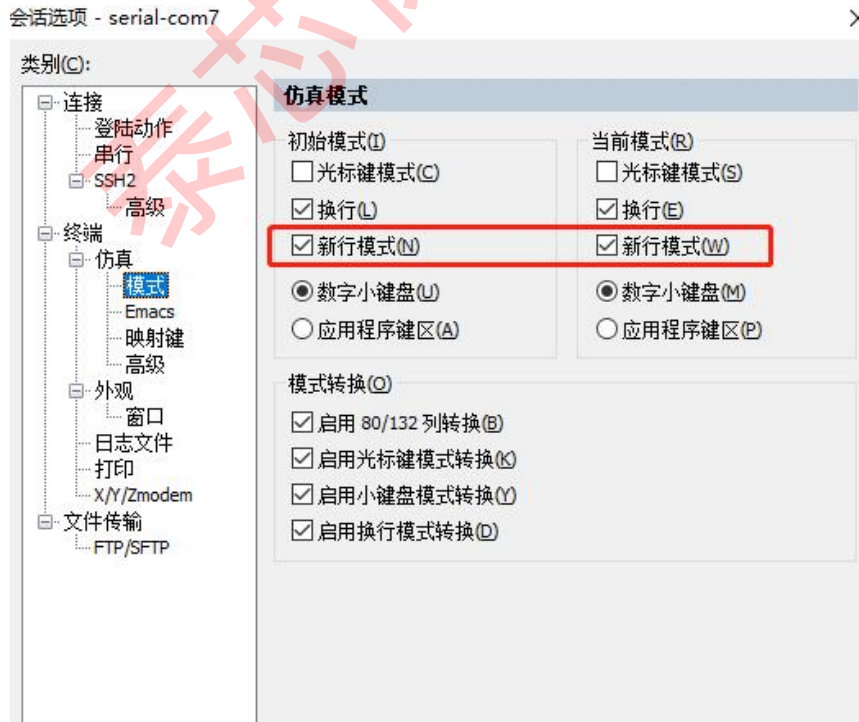 会话选项 - serial-com7
类别(C):
连接
登陆动作
串行
SSH2
高级
终端
仿真
模式
Emacs
映射键
高级
外观
窗口
日志文件
打印
X/Y/Zmodem
文件传输
FTP/SFTP
仿真模式
初始模式(I)
光标键模式(C)
换行(L)
新行模式(N)
数字小键盘(U)
应用程序键区(A)
当前模式(R)
光标键模式(S)
换行(E)
新行模式(W)
数字小键盘(M)
应用程序键区(P)
模式转换(O)
启用 80/132 列转换(B)
启用光标键模式转换(K)
启用小键盘模式转换(Y)
启用换行模式转换(D)
泰芯